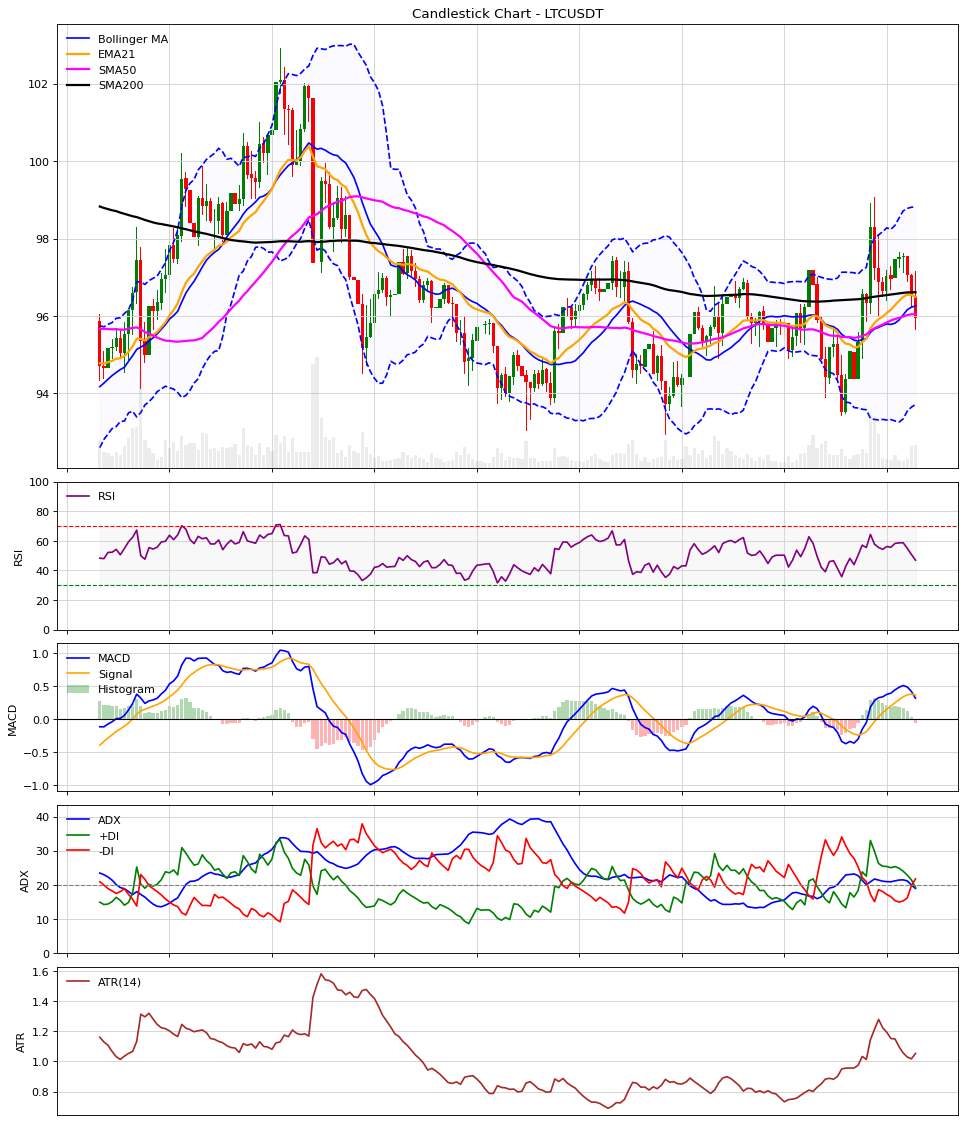 Candlestick Chart - LTCUSDT
Bollinger MA
EMA21
SMA50
SMA200
102
100
98
96
94
RSI
100
80
60
40
20
0
RSI
MACD
Signal
Histogram
1.0
0.5
0.0
−0.5
−1.0
MACD
ADX
+DI
-DI
40
30
20
10
0
ADX
ATR(14)
1.6
1.4
1.2
1.0
0.8
ATR